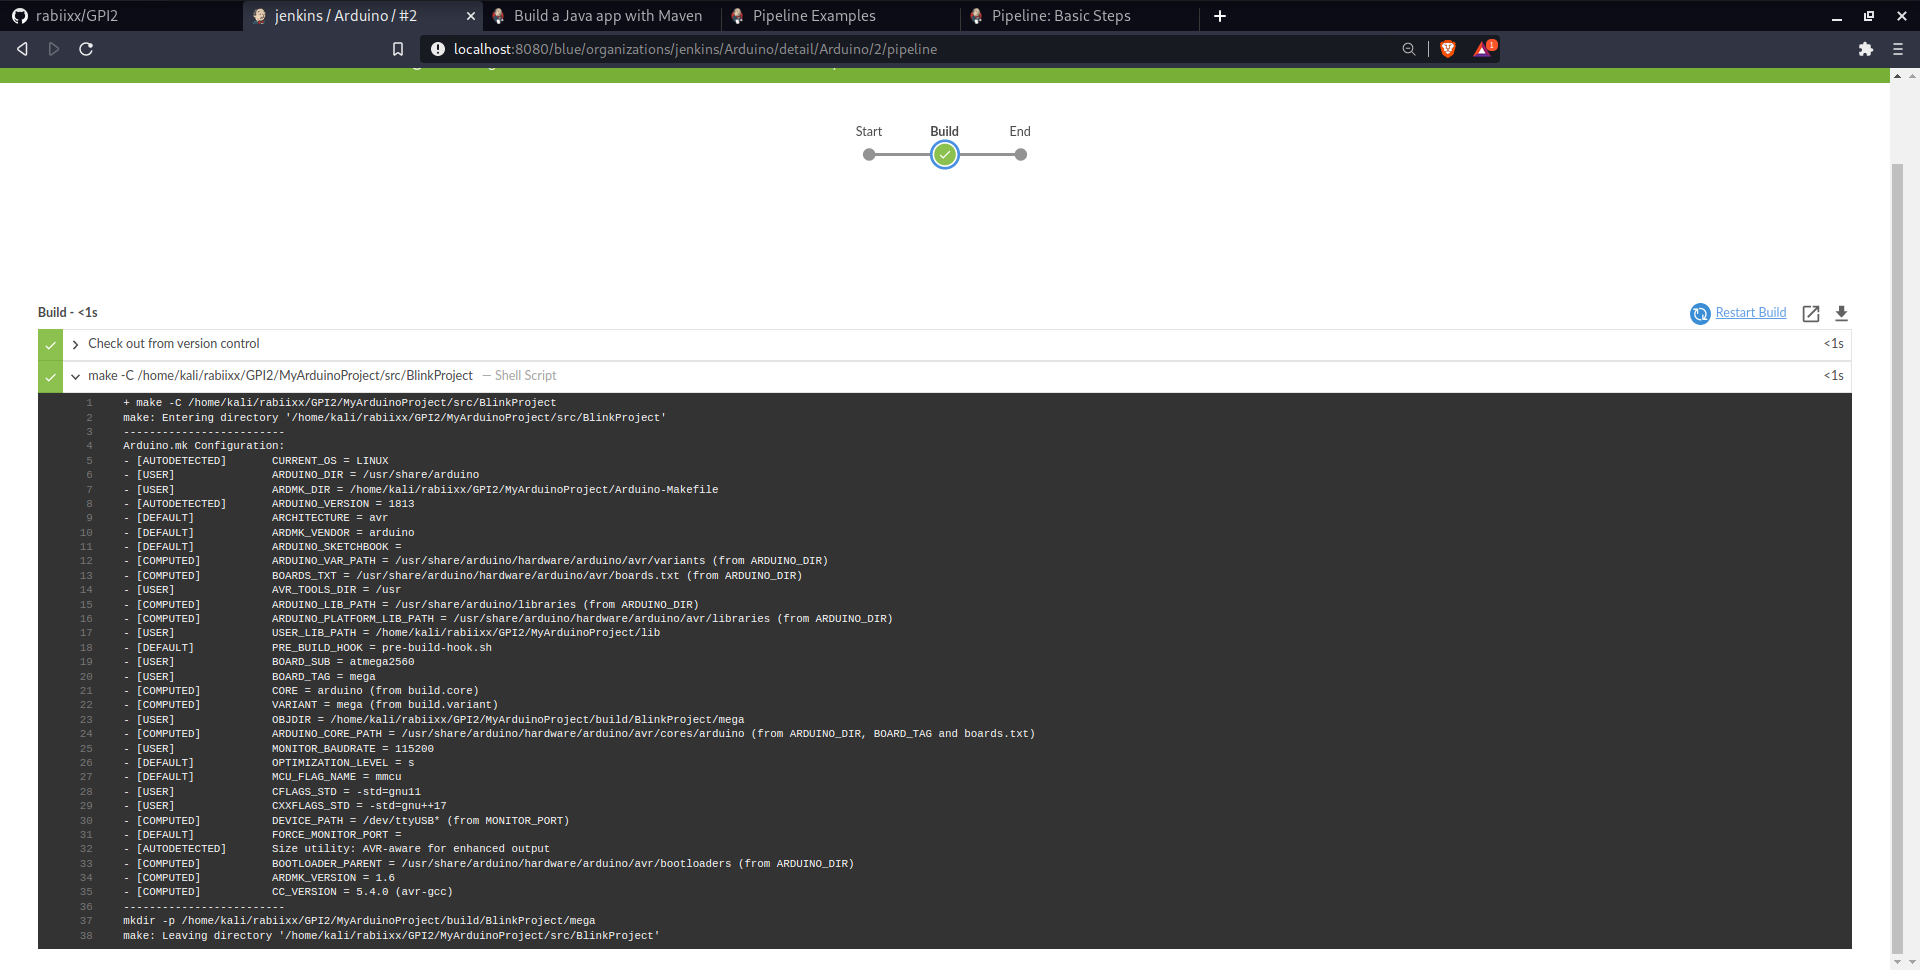 rabiixx/GPI2
jenkins / Arduino / #2
Build a Java app with Maven
Pipeline Examples
Pipeline: Basic Steps
localhost:8080/blue/organizations/jenkins/Arduino/detail/Arduino/2/pipeline
1
Start
Build
End
Build - <1s
Restart Build
Check out from version control
<1s
make -C /home/kali/rabiixx/GPI2/MyArduinoProject/src/BlinkProject — Shell Script
<1s
1 + make -C /home/kali/rabiixx/GPI2/MyArduinoProject/src/BlinkProject
2 make: Entering directory '/home/kali/rabiixx/GPI2/MyArduinoProject/src/BlinkProject'
3 -------------------------
4 Arduino.mk Configuration:
5 - [AUTODETECTED] CURRENT_OS = LINUX
6 - [USER] ARDUINO_DIR = /usr/share/arduino
7 - [USER] ARDMK_DIR = /home/kali/rabiixx/GPI2/MyArduinoProject/Arduino-Makefile
8 - [AUTODETECTED] ARDUINO_VERSION = 1813
9 - [DEFAULT] ARCHITECTURE = avr
10 - [DEFAULT] ARDMK_VENDOR = arduino
11 - [DEFAULT] ARDUINO_SKETCHBOOK =
12 - [COMPUTED] ARDUINO_VAR_PATH = /usr/share/arduino/hardware/arduino/avr/variants (from ARDUINO_DIR)
13 - [COMPUTED] BOARDS_TXT = /usr/share/arduino/hardware/arduino/avr/boards.txt (from ARDUINO_DIR)
14 - [USER] AVR_TOOLS_DIR = /usr
15 - [COMPUTED] ARDUINO_LIB_PATH = /usr/share/arduino/libraries (from ARDUINO_DIR)
16 - [COMPUTED] ARDUINO_PLATFORM_LIB_PATH = /usr/share/arduino/hardware/arduino/avr/libraries (from ARDUINO_DIR)
17 - [USER] USER_LIB_PATH = /home/kali/rabiixx/GPI2/MyArduinoProject/lib
18 - [DEFAULT] PRE_BUILD_HOOK = pre-build-hook.sh
19 - [USER] BOARD_SUB = atmega2560
20 - [USER] BOARD_TAG = mega
21 - [COMPUTED] CORE = arduino (from build.core)
22 - [COMPUTED] VARIANT = mega (from build.variant)
23 - [USER] OBJDIR = /home/kali/rabiixx/GPI2/MyArduinoProject/build/BlinkProject/mega
24 - [COMPUTED] ARDUINO_CORE_PATH = /usr/share/arduino/hardware/arduino/avr/cores/arduino (from ARDUINO_DIR, BOARD_TAG and boards.txt)
25 - [USER] MONITOR_BAUDRATE = 115200
26 - [DEFAULT] OPTIMIZATION_LEVEL = s
27 - [DEFAULT] MCU_FLAG_NAME = mmcu
28 - [USER] CFLAGS_STD = -std=gnu11
29 - [USER] CXXFLAGS_STD = -std=gnu++17
30 - [COMPUTED] DEVICE_PATH = /dev/ttyUSB* (from MONITOR_PORT)
31 - [DEFAULT] FORCE_MONITOR_PORT =
32 - [AUTODETECTED] Size utility: AVR-aware for enhanced output
33 - [COMPUTED] BOOTLOADER_PARENT = /usr/share/arduino/hardware/arduino/avr/bootloaders (from ARDUINO_DIR)
34 - [COMPUTED] ARDMK_VERSION = 1.6
35 - [COMPUTED] CC_VERSION = 5.4.0 (avr-gcc)
36 -------------------------
37 mkdir -p /home/kali/rabiixx/GPI2/MyArduinoProject/build/BlinkProject/mega
38 make: Leaving directory '/home/kali/rabiixx/GPI2/MyArduinoProject/src/BlinkProject'